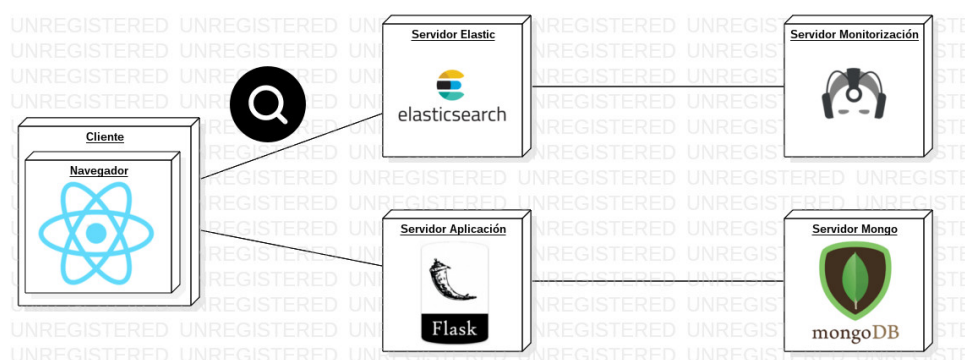 Servidor Elastic
elasticsearch
Servidor Monitorización
Cliente
Navegador
Servidor Aplicación
Flask
Servidor Mongo
mongoDB
UNREGISTERED UNREGISTERED UNREGISTERED UNREGISTERED UNREGISTERED